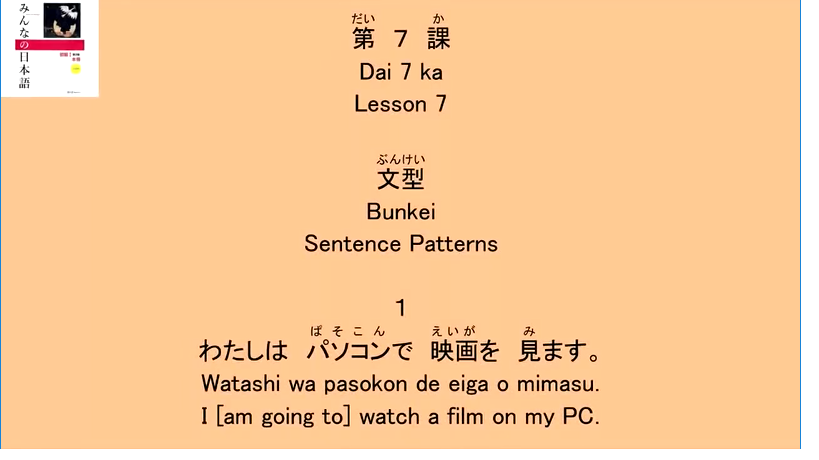 みんなの日本語
だい か
第 7 課
Dai 7 ka
Lesson 7
ぶんけい
文型
Bunkei
Sentence Patterns
1
ぱそこん えいが み
わたしは パソコンで 映画を 見ます。
Watashi wa pasokon de eiga o mimasu.
I [am going to] watch a film on my PC.